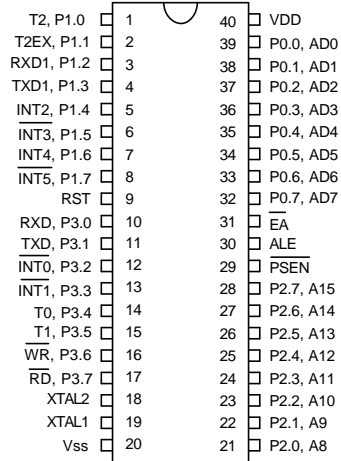 T2, P1.0 1 40 VDD
T2EX, P1.1 2 39 P0.0, AD0
RXD1, P1.2 3 38 P0.1, AD1
TXD1, P1.3 4 37 P0.2, AD2
INT2, P1.4 5 36 P0.3, AD3
INT3, P1.5 6 35 P0.4, AD4
INT4, P1.6 7 34 P0.5, AD5
INT5, P1.7 8 33 P0.6, AD6
RST 9 32 P0.7, AD7
RXD, P3.0 10 31 EA
TXD, P3.1 11 30 ALE
INT0, P3.2 12 29 PSEN
INT1, P3.3 13 28 P2.7, A15
T0, P3.4 14 27 P2.6, A14
T1, P3.5 15 26 P2.5, A13
WR, P3.6 16 25 P2.4, A12
RD, P3.7 17 24 P2.3, A11
XTAL2 18 23 P2.2, A10
XTAL1 19 22 P2.1, A9
Vss 20 21 P2.0, A8